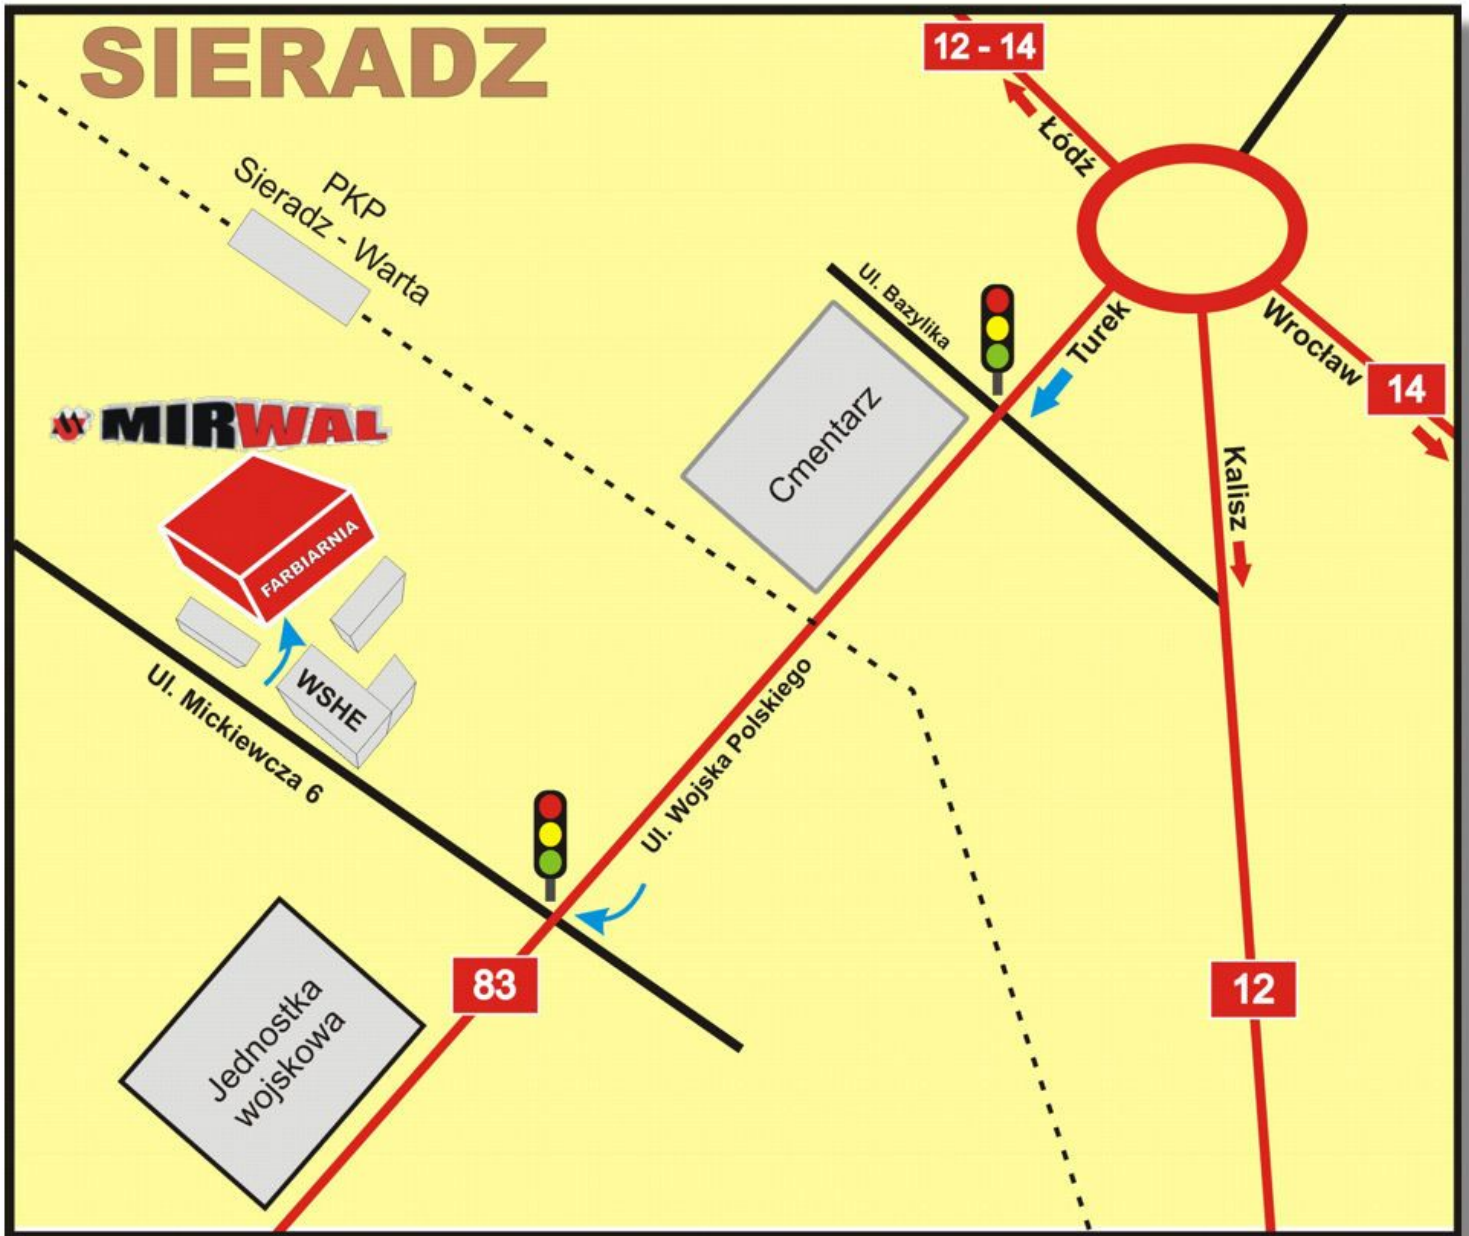 SIERADZ
12 - 14
Łódź
PKP
Sieradz - Warta
Ul. Bazylika
Turek
Wrocław
14
MIRWAL
Cmentarz
Kalisz
FARBIARNIA
WSHE
Ul. Mickiewcza 6
Ul. Wojska Polskiego
83
12
Jednostka
wojskowa